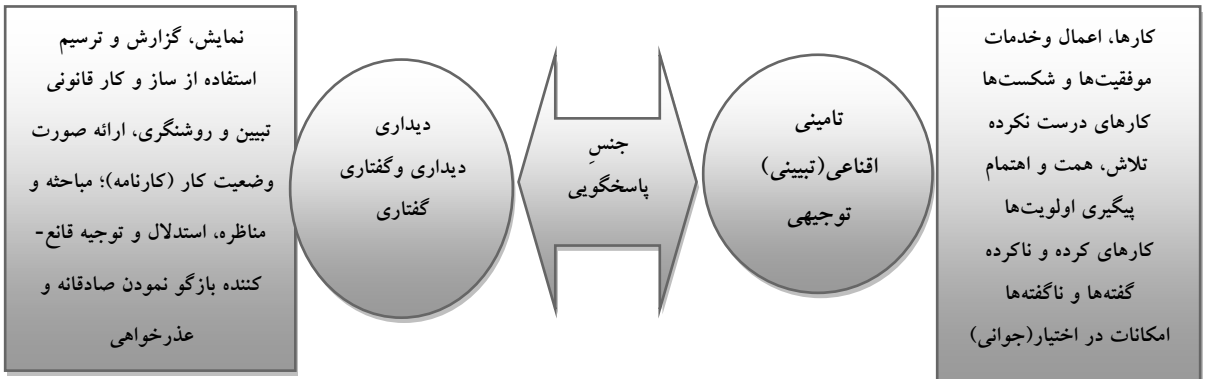 کارها، اعمال وخدمات
موفقیت‌ها و شکست‌ها
کارهای درست نکرده
تلاش، همت و اهتمام
پیگیری اولویت‌ها
کارهای کرده و ناکرده
گفته‌ها و ناگفته‌ها
امکانات در اختیار(جوانی)
تامینی
اقناعی(تبیینی)
توجیهی
جنسِ
پاسخگویی
دیداری
دیداری وگفتاری
گفتاری
نمایش، گزارش و ترسیم
استفاده از ساز و کار قانونی
تبیین و روشنگری، ارائه صورت
وضعیت کار (کارنامه)؛ مباحثه و
مناظره، استدلال و توجیه قانع-
کننده بازگو نمودن صادقانه و
عذرخواهی